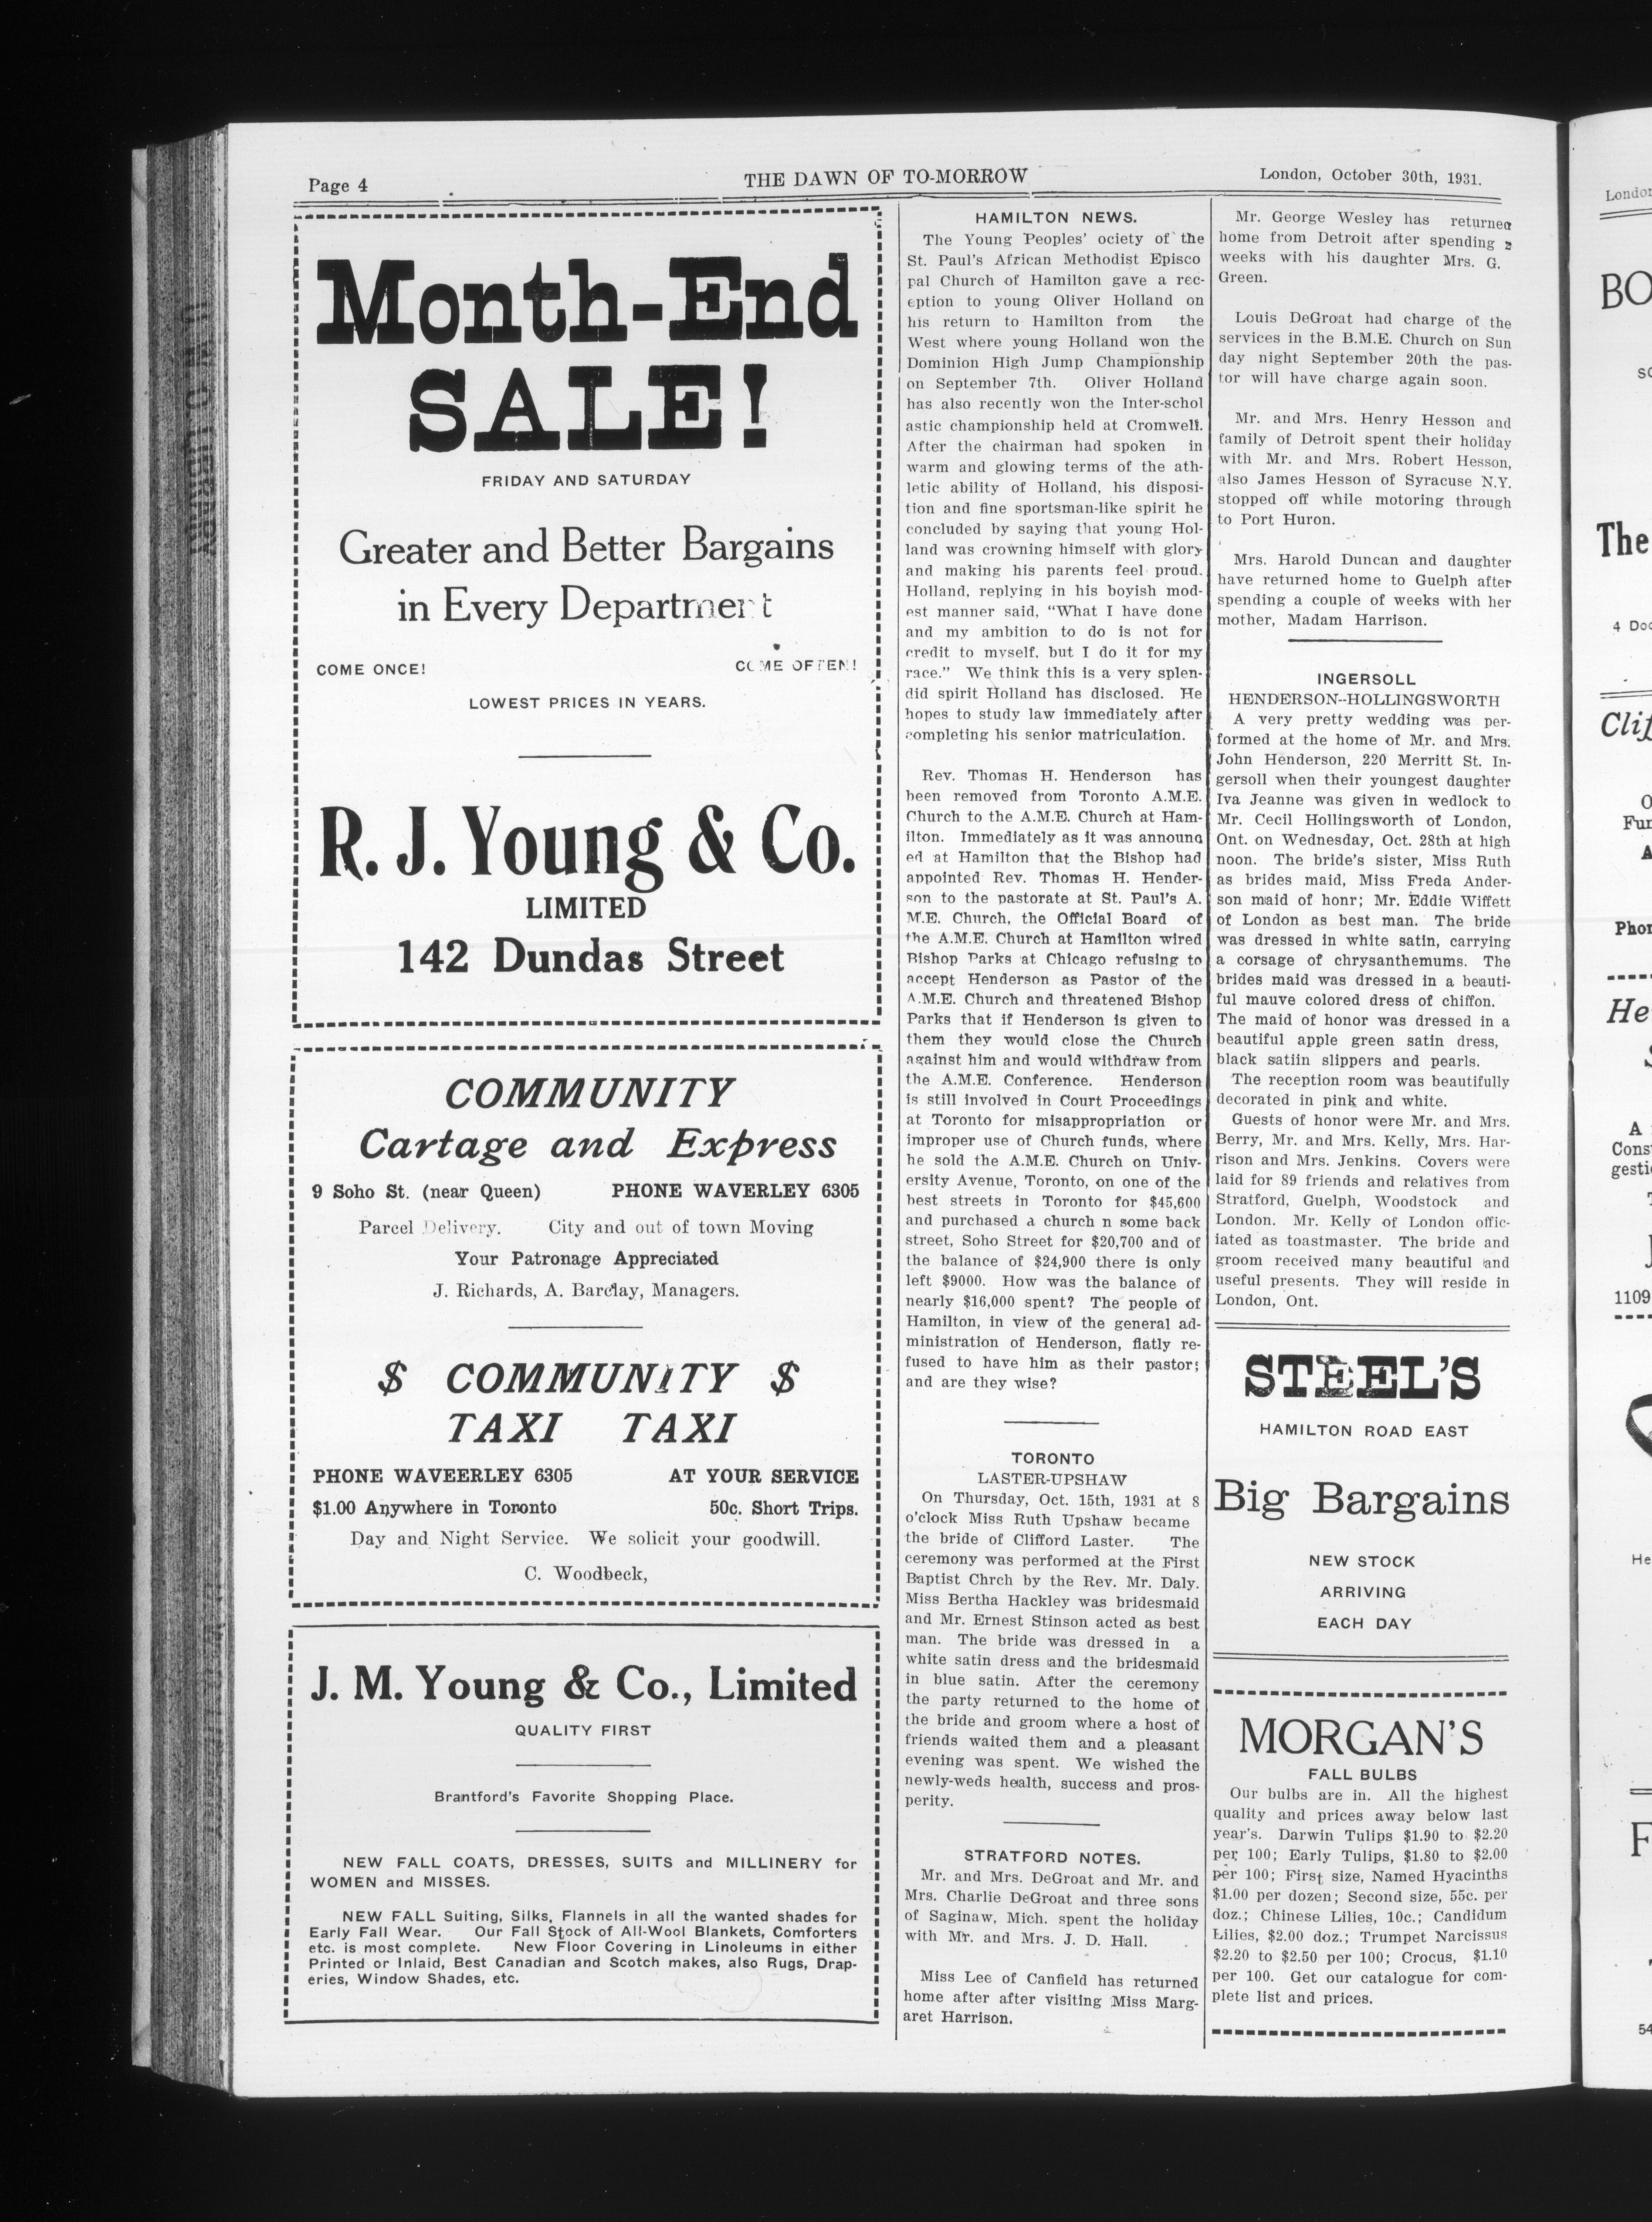 Page 4
THE DAWN OF TO-MORROW
London, October 30th, 1931.
Month-End
SALE!
FRIDAY AND SATURDAY
Greater and Better Bargains
in Every Department
COME ONCE!
COME OFTEN!
LOWEST PRICES IN YEARS.
R. J. Young & Co.
LIMITED
142 Dundas Street
COMMUNITY
Cartage and Express
9 Soho St. (near Queen)
PHONE WAVERLEY 6305
Parcel Delivery. City and out of town Moving
Your Patronage Appreciated
J. Richards, A. Barclay, Managers.
$ COMMUNITY $
TAXI TAXI
PHONE WAVEERLEY 6305
AT YOUR SERVICE
$1.00 Anywhere in Toronto
50c. Short Trips.
Day and Night Service. We solicit your goodwill.
C. Woodbeck,
J. M. Young & Co., Limited
QUALITY FIRST
Brantford's Favorite Shopping Place.
NEW FALL COATS, DRESSES, SUITS and MILLINERY for
WOMEN and MISSES.
NEW FALL Suiting, Silks, Flannels in all the wanted shades for
Early Fall Wear. Our Fall Stock of All-Wool Blankets, Comforters
etc. is most complete. New Floor Covering in Linoleums in either
Printed or Inlaid, Best Canadian and Scotch makes, also Rugs, Drap-
eries, Window Shades, etc.
HAMILTON NEWS.
The Young Peoples' ociety of the
St. Paul's African Methodist Episco
pal Church of Hamilton gave a rec-
eption to young Oliver Holland on
his return to Hamilton from the
West where young Holland won the
Dominion High Jump Championship
on September 7th. Oliver Holland
has also recently won the Inter-schol
astic championship held at Cromwell.
After the chairman had spoken in
warm and glowing terms of the ath-
letic ability of Holland, his disposi-
tion and fine sportsman-like spirit he
concluded by saying that young Hol-
land was crowning himself with glory
and making his parents feel proud.
Holland, replying in his boyish mod-
est manner said, "What I have done
and my ambition to do is not for
credit to myself, but I do it for my
race." We think this is a very splen-
did spirit Holland has disclosed. He
hopes to study law immediately after
completing his senior matriculation.
Rev. Thomas H. Henderson has
been removed from Toronto A.M.E.
Church to the A.M.E. Church at Ham-
ilton. Immediately as it was announc
ed at Hamilton that the Bishop had
appointed Rev. Thomas H. Hender-
son to the pastorate at St. Paul's A.
M.E. Church, the Official Board of
the A.M.E. Church at Hamilton wired
Bishop Parks at Chicago refusing to
accept Henderson as Pastor of the
A.M.E. Church and threatened Bishop
Parks that if Henderson is given to
them they would close the Church
against him and would withdraw from
the A.M.E. Conference. Henderson
is still involved in Court Proceedings
at Toronto for misappropriation or
improper use of Church funds, where
he sold the A.M.E. Church on Univ-
ersity Avenue, Toronto, on one of the
best streets in Toronto for $45,600
and purchased a church n some back
street, Soho Street for $20,700 and of
the balance of $24,900 there is only
left $9000. How was the balance of
nearly $16,000 spent? The people of
Hamilton, in view of the general ad-
ministration of Henderson, flatly re-
fused to have him as their pastor;
and are they wise?
TORONTO
LASTER-UPSHAW
On Thursday, Oct. 15th, 1931 at 8
o'clock Miss Ruth Upshaw became
the bride of Clifford Laster. The
ceremony was performed at the First
Baptist Chrch by the Rev. Mr. Daly.
Miss Bertha Hackley was bridesmaid
and Mr. Ernest Stinson acted as best
man. The bride was dressed in a
white satin dress and the bridesmaid
in blue satin. After the ceremony
the party returned to the home of
the bride and groom where a host of
friends waited them and a pleasant
evening was spent. We wished the
newly-weds health, success and pros-
perity.
STRATFORD NOTES.
Mr. and Mrs. DeGroat and Mr. and
Mrs. Charlie DeGroat and three sons
of Saginaw, Mich. spent the holiday
with Mr. and Mrs. J. D. Hall.
Miss Lee of Canfield has returned
home after after visiting Miss Marg-
aret Harrison.
Mr. George Wesley has returned
home from Detroit after spending 2
weeks with his daughter Mrs. G.
Green.
Louis DeGroat had charge of the
services in the B.M.E. Church on Sun
day night September 20th the pas-
tor will have charge again soon.
Mr. and Mrs. Henry Hesson and
family of Detroit spent their holiday
with Mr. and Mrs. Robert Hesson,
also James Hesson of Syracuse N.Y.
stopped off while motoring through
to Port Huron.
Mrs. Harold Duncan and daughter
have returned home to Guelph after
spending a couple of weeks with her
mother, Madam Harrison.
INGERSOLL
HENDERSON--HOLLINGSWORTH
A very pretty wedding was per-
formed at the home of Mr. and Mrs.
John Henderson, 220 Merritt St. In-
gersoll when their youngest daughter
Iva Jeanne was given in wedlock to
Mr. Cecil Hollingsworth of London,
Ont. on Wednesday, Oct. 28th at high
noon. The bride's sister, Miss Ruth
as brides maid, Miss Freda Ander-
son maid of honr; Mr. Eddie Wiffett
of London as best man. The bride
was dressed in white satin, carrying
a corsage of chrysanthemums. The
brides maid was dressed in a beauti-
ful mauve colored dress of chiffon.
The maid of honor was dressed in a
beautiful apple green satin dress,
black satiin slippers and pearls.
The reception room was beautifully
decorated in pink and white.
Guests of honor were Mr. and Mrs.
Berry, Mr. and Mrs. Kelly, Mrs. Har-
rison and Mrs. Jenkins. Covers were
laid for 89 friends and relatives from
Stratford, Guelph, Woodstock and
London. Mr. Kelly of London offic-
iated as toastmaster. The bride and
groom received many beautiful and
useful presents. They will reside in
London, Ont.
STEEL'S
HAMILTON ROAD EAST
Big Bargains
NEW STOCK
ARRIVING
EACH DAY
MORGAN'S
FALL BULBS
Our bulbs are in. All the highest
quality and prices away below last
year's. Darwin Tulips $1.90 to $2.20
per 100; Early Tulips, $1.80 to $2.00
per 100; First size, Named Hyacinths
$1.00 per dozen; Second size, 55c. per
doz.; Chinese Lilies, 10c.; Candidum
Lilies, $2.00 doz.; Trumpet Narcissus
$2.20 to $2.50 per 100; Crocus, $1.10
per 100. Get our catalogue for com-
plete list and prices.
The
1109